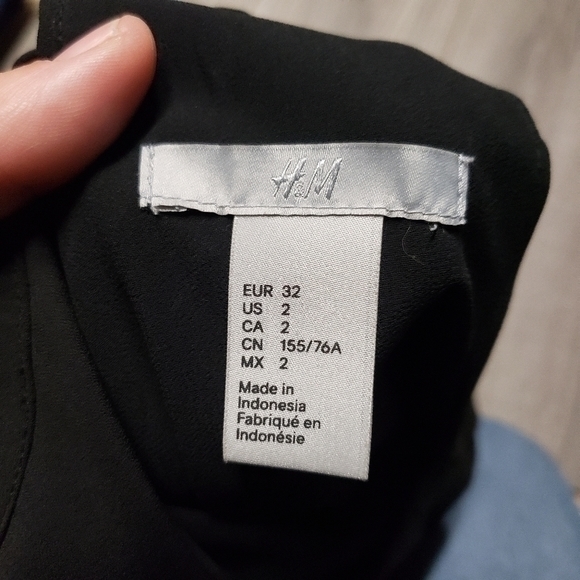 H&M
EUR 32
US 2
CA 2
CN 155/76A
MX 2
Made in
Indonesia
Fabriqué en
Indonésie